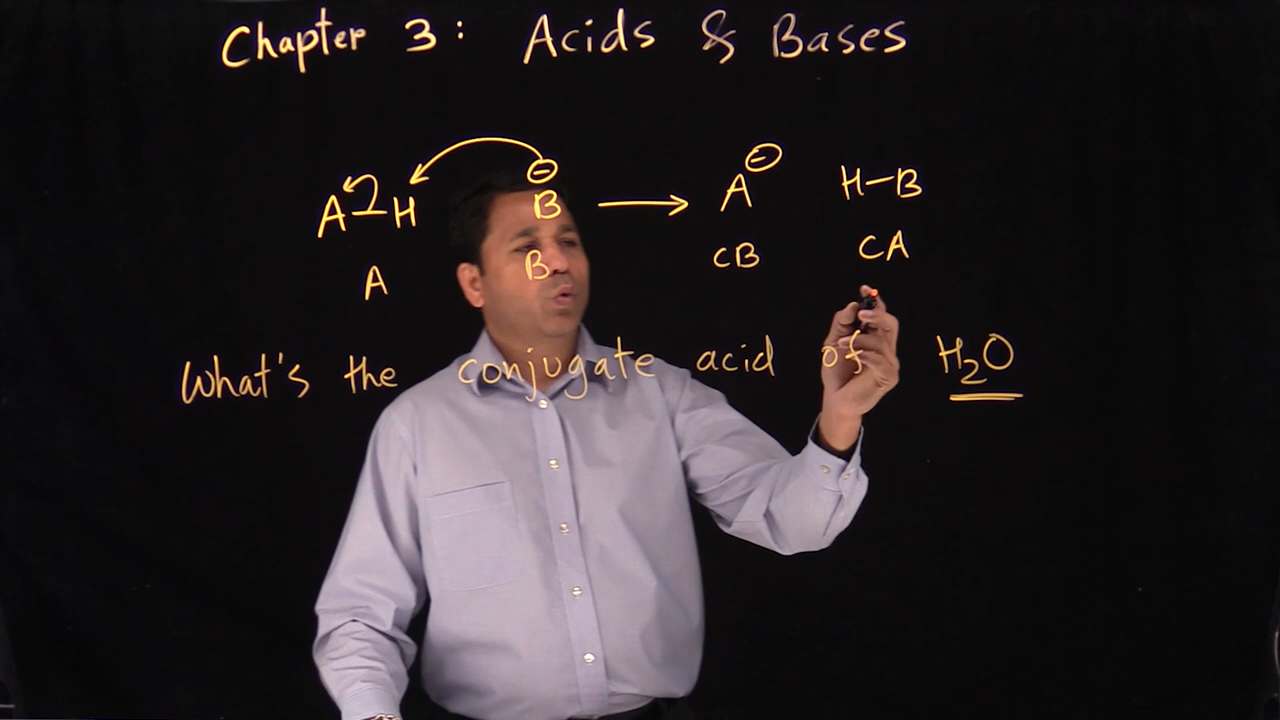 Chapter 3: Acids & Bases
A–H ⊖ B → A ⊖ H–B
A B CB CA
What's the conjugate acid of H₂O